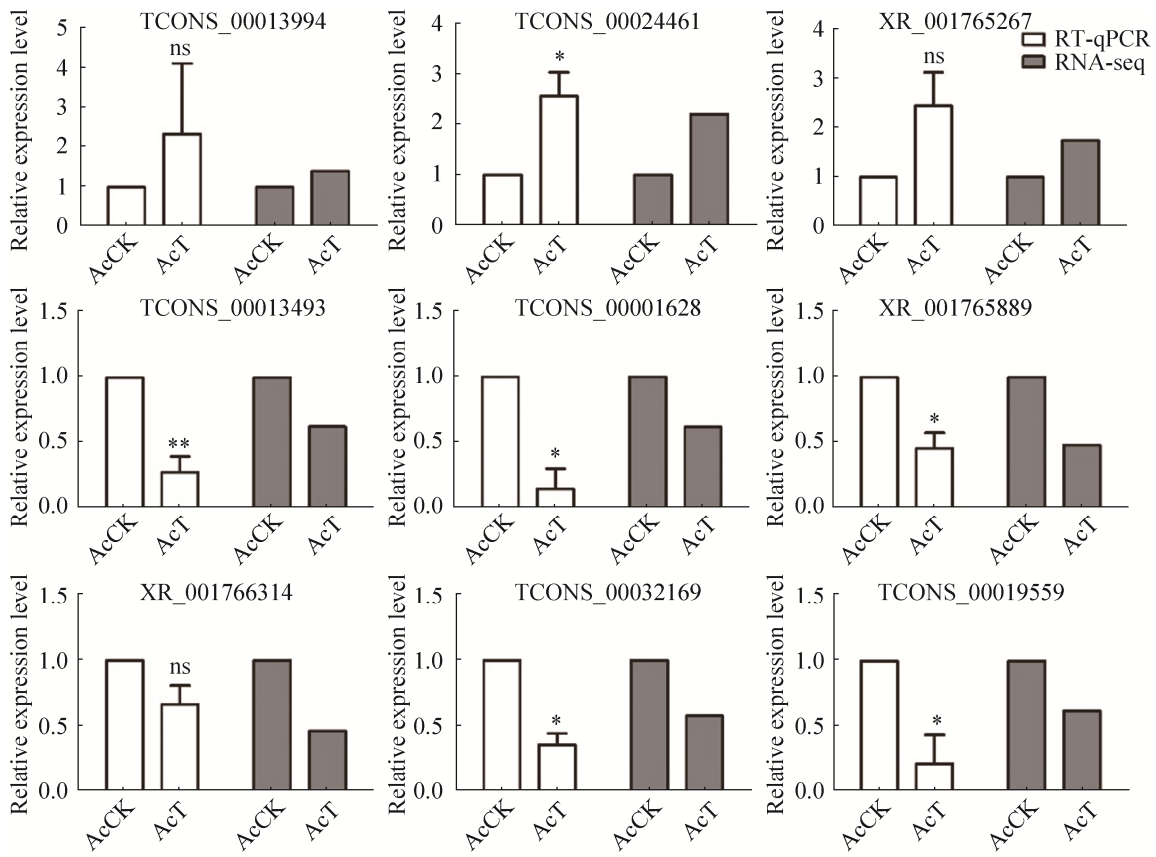 TCONS_00013994
Relative expression level
5
4
3
2
1
0
ns
AcCK
AcT
AcCK
AcT
TCONS_00024461
Relative expression level
4
3
2
1
0
*
AcCK
AcT
AcCK
AcT
XR_001765267
Relative expression level
4
3
2
1
0
ns
AcCK
AcT
AcCK
AcT
RT-qPCR
RNA-seq
TCONS_00013493
Relative expression level
1.5
1.0
0.5
0.0
**
AcCK
AcT
AcCK
AcT
TCONS_00001628
Relative expression level
1.5
1.0
0.5
0.0
*
AcCK
AcT
AcCK
AcT
XR_001765889
Relative expression level
1.5
1.0
0.5
0.0
*
AcCK
AcT
AcCK
AcT
XR_001766314
Relative expression level
1.5
1.0
0.5
0.0
ns
AcCK
AcT
AcCK
AcT
TCONS_00032169
Relative expression level
1.5
1.0
0.5
0.0
*
AcCK
AcT
AcCK
AcT
TCONS_00019559
Relative expression level
1.5
1.0
0.5
0.0
*
AcCK
AcT
AcCK
AcT